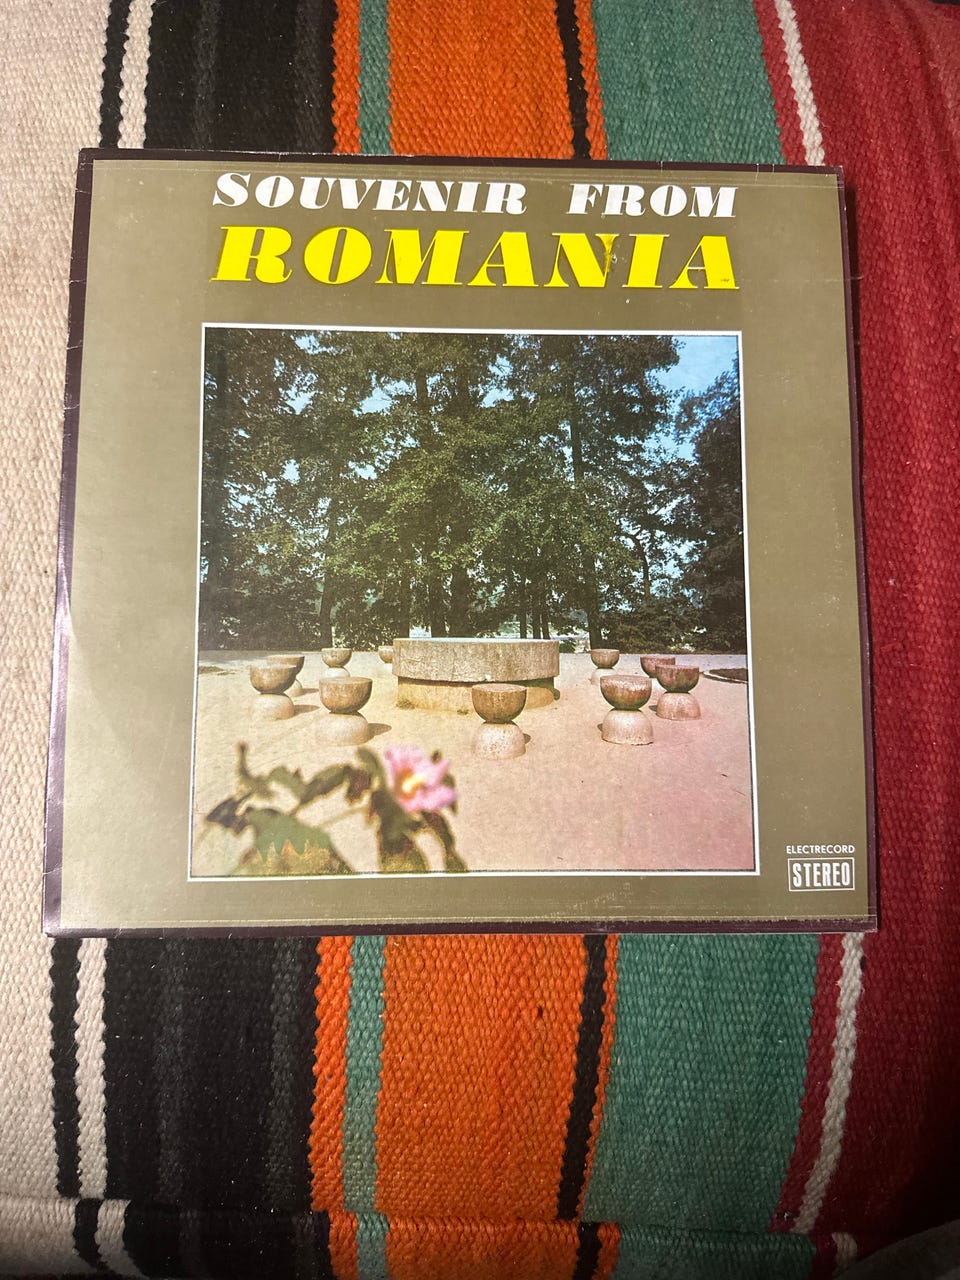 SOUVENIR FROM
ROMANIA
ELECTRECORD
STEREO